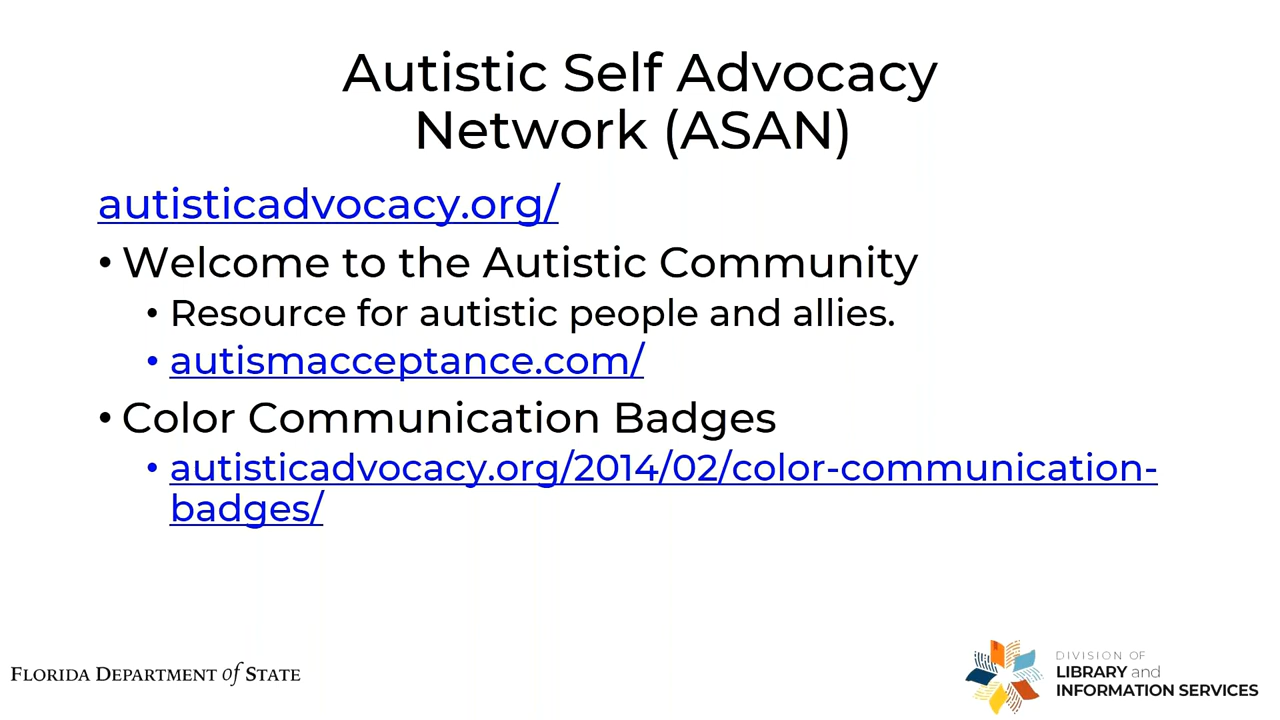 Autistic Self Advocacy
Network (ASAN)
autisticadvocacy.org/
• Welcome to the Autistic Community
• Resource for autistic people and allies.
• autismacceptance.com/
• Color Communication Badges
• autisticadvocacy.org/2014/02/color-communication-
badges/
FLORIDA DEPARTMENT of STATE
DIVISION OF
LIBRARY and
INFORMATION SERVICES